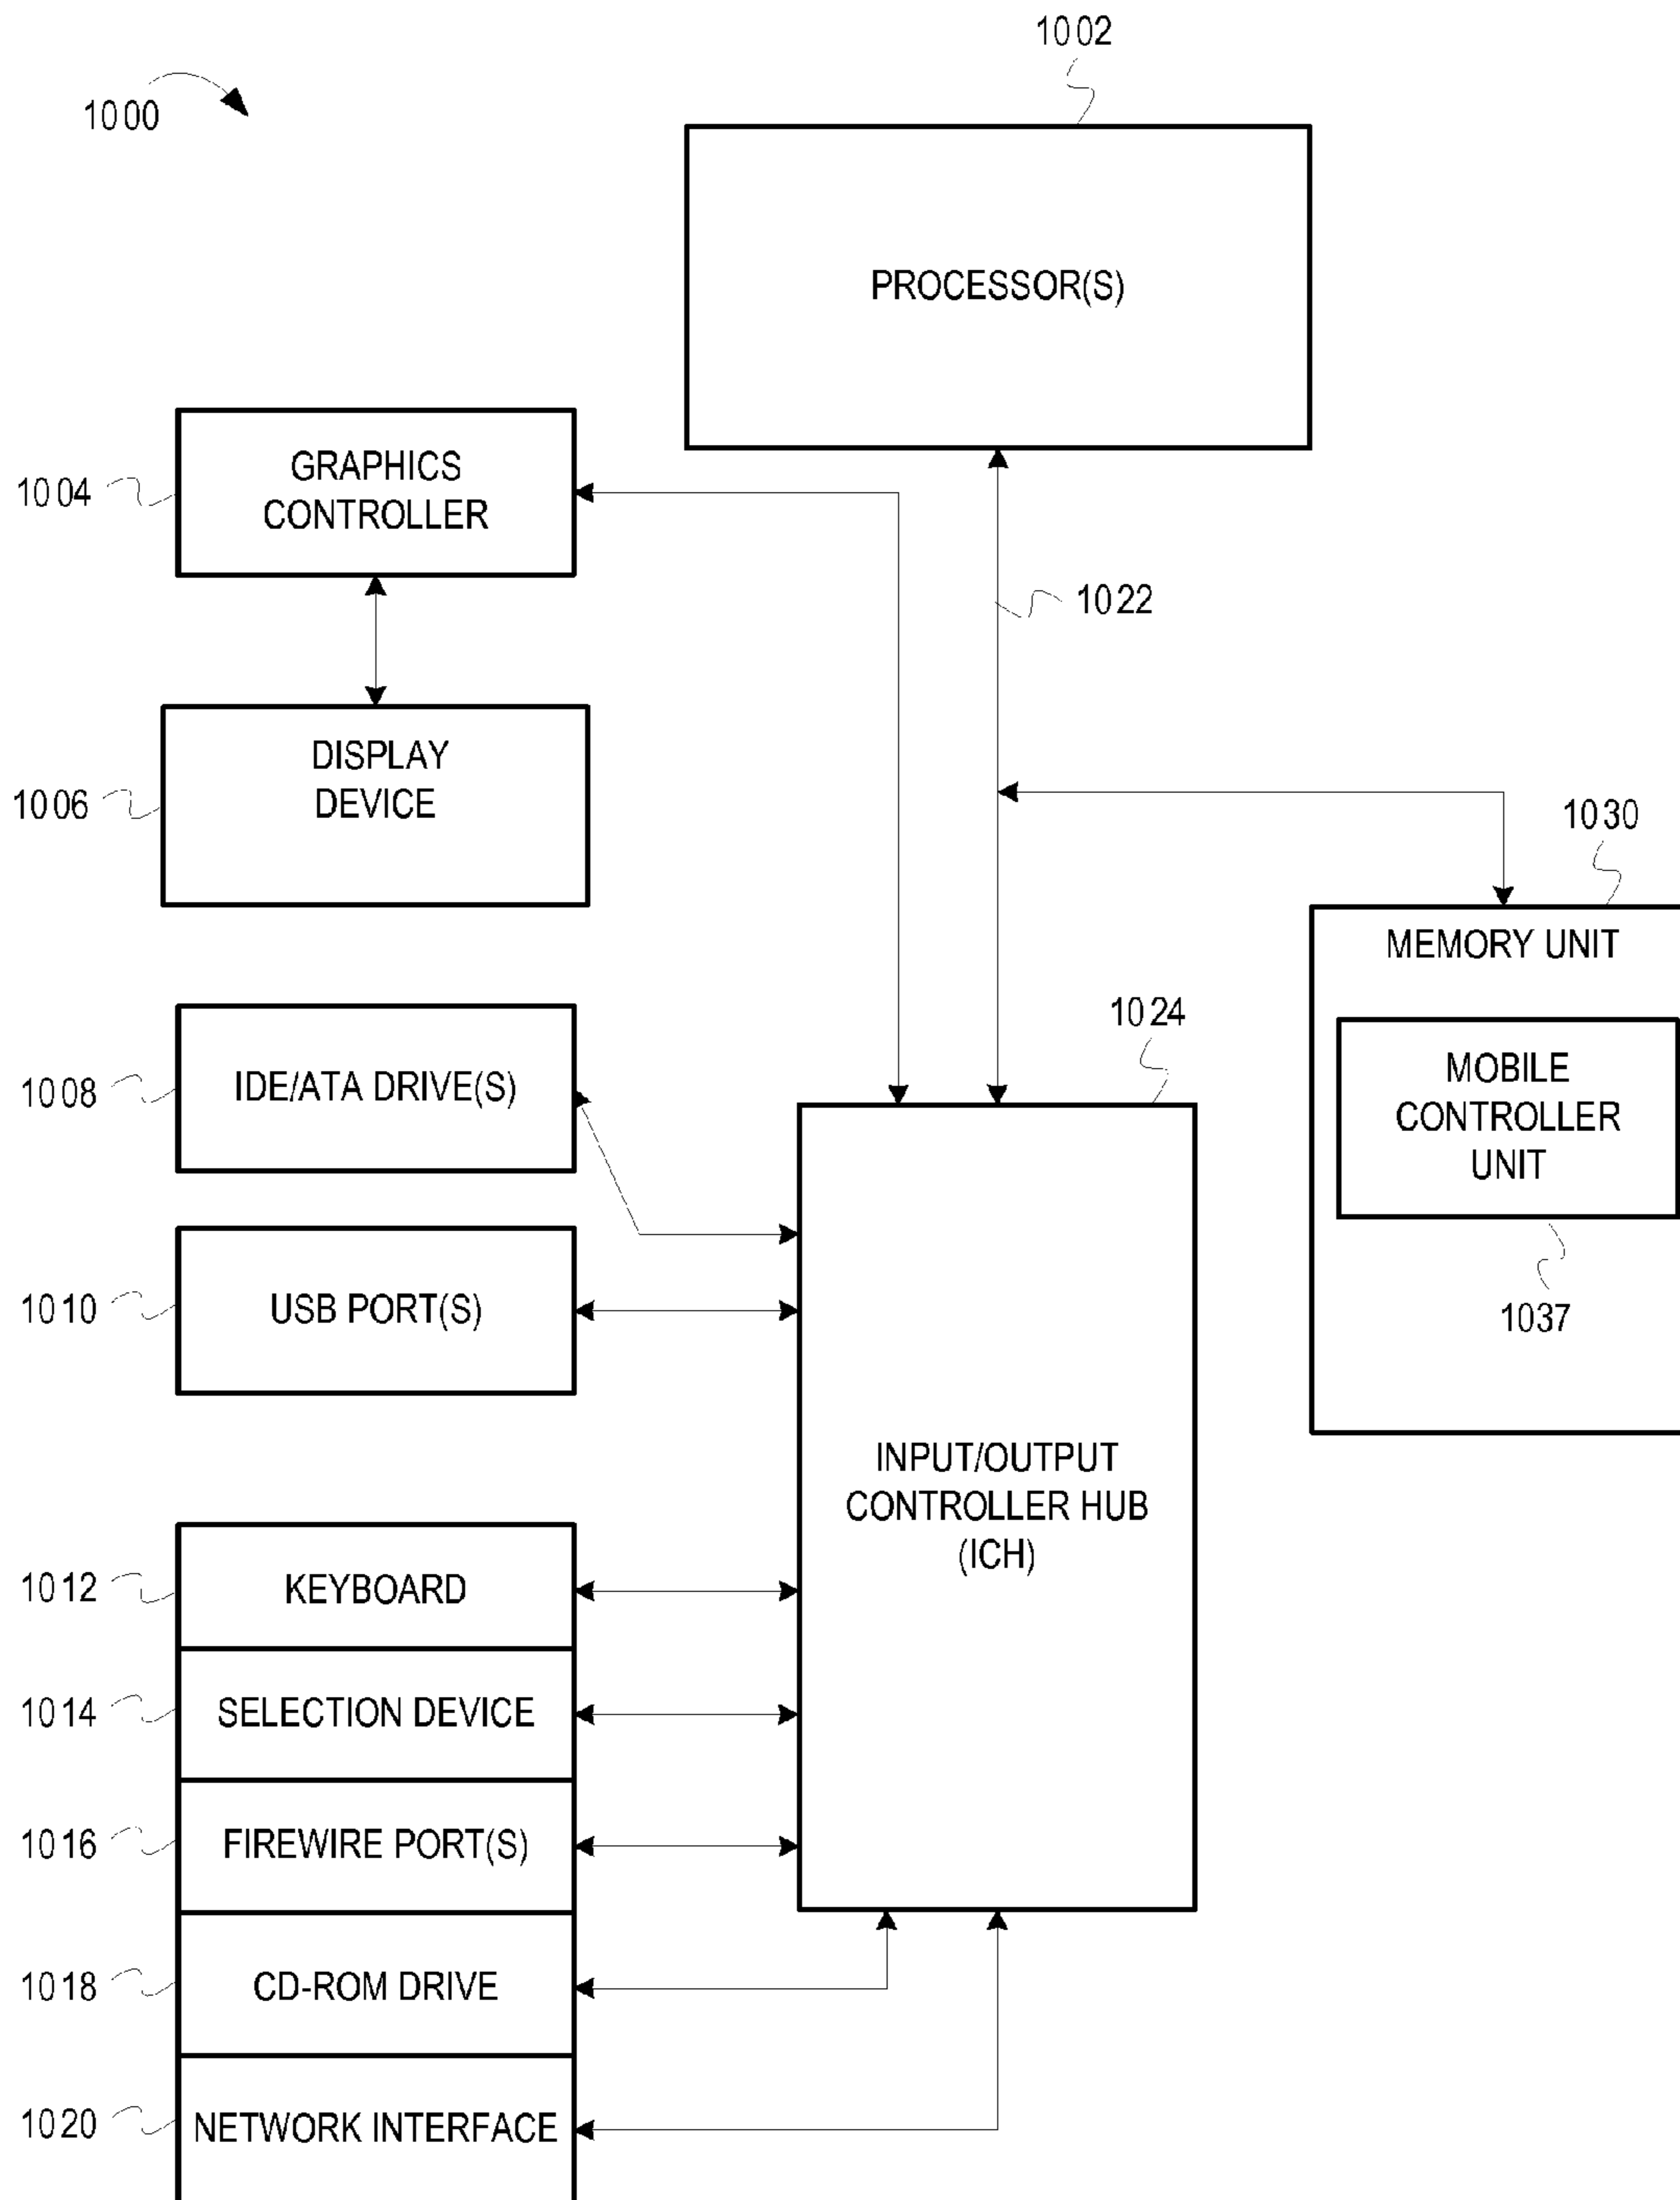 1002
1000
PROCESSOR(S)
GRAPHICS
CONTROLLER
1004
1022
DISPLAY
DEVICE
1006
1030
MEMORY UNIT
1024
MOBILE
CONTROLLER
UNIT
1037
IDE/ATA DRIVE(S)
1008
USB PORT(S)
1010
INPUT/OUTPUT
CONTROLLER HUB
(ICH)
1012
KEYBOARD
1014
SELECTION DEVICE
1016
FIREWIRE PORT(S)
1018
CD-ROM DRIVE
1020
NETWORK INTERFACE